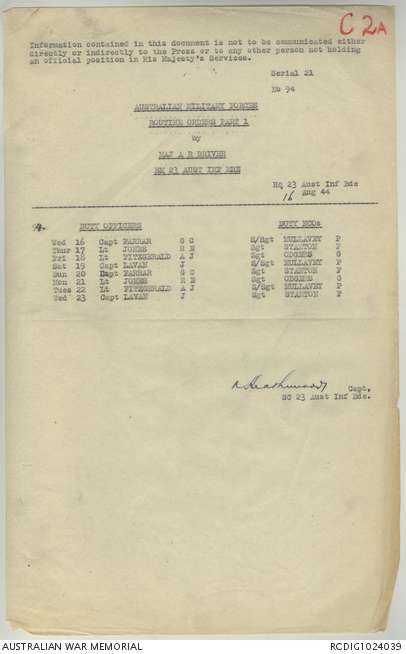 C2A
Information contained in this document is not to be communicated either
directly or indirectly to the Press or to any other person not holding
an official position in His Majesty's Services.
Serial 21
No 94
AUSTRALIAN MILITARY FORCES
ROUTINE ORDERS PART 1
by
MAJ A R DRIVER
BM 23 AUST INF BDE
HQ 23 Aust Inf Bde
16 Aug 44
94. DUTY OFFICERS DUTY NCOs
Wed 16 Capt FARRAR G C S/Sgt MULLAVEY P
Thur 17 Lt JONES R N Sgt STANTON P
Fri 18 Lt FITZGERALD A J Sgt ODGERS G
Sat 19 Capt LAVAN J S/Sgt MULLAVEY P
Sun 20 Capt FARRAR G C Sgt STANTON P
Mon 21 Lt JONES R N Sgt ODGERS G
Tues 22 Lt FITZGERALD A J S/Sgt MULLAVEY P
Wed 23 Capt LAVAN J Sgt STANTON P
Capt,
SC 23 Aust Inf Bde.
AUSTRALIAN WAR MEMORIAL RCDIG1024039